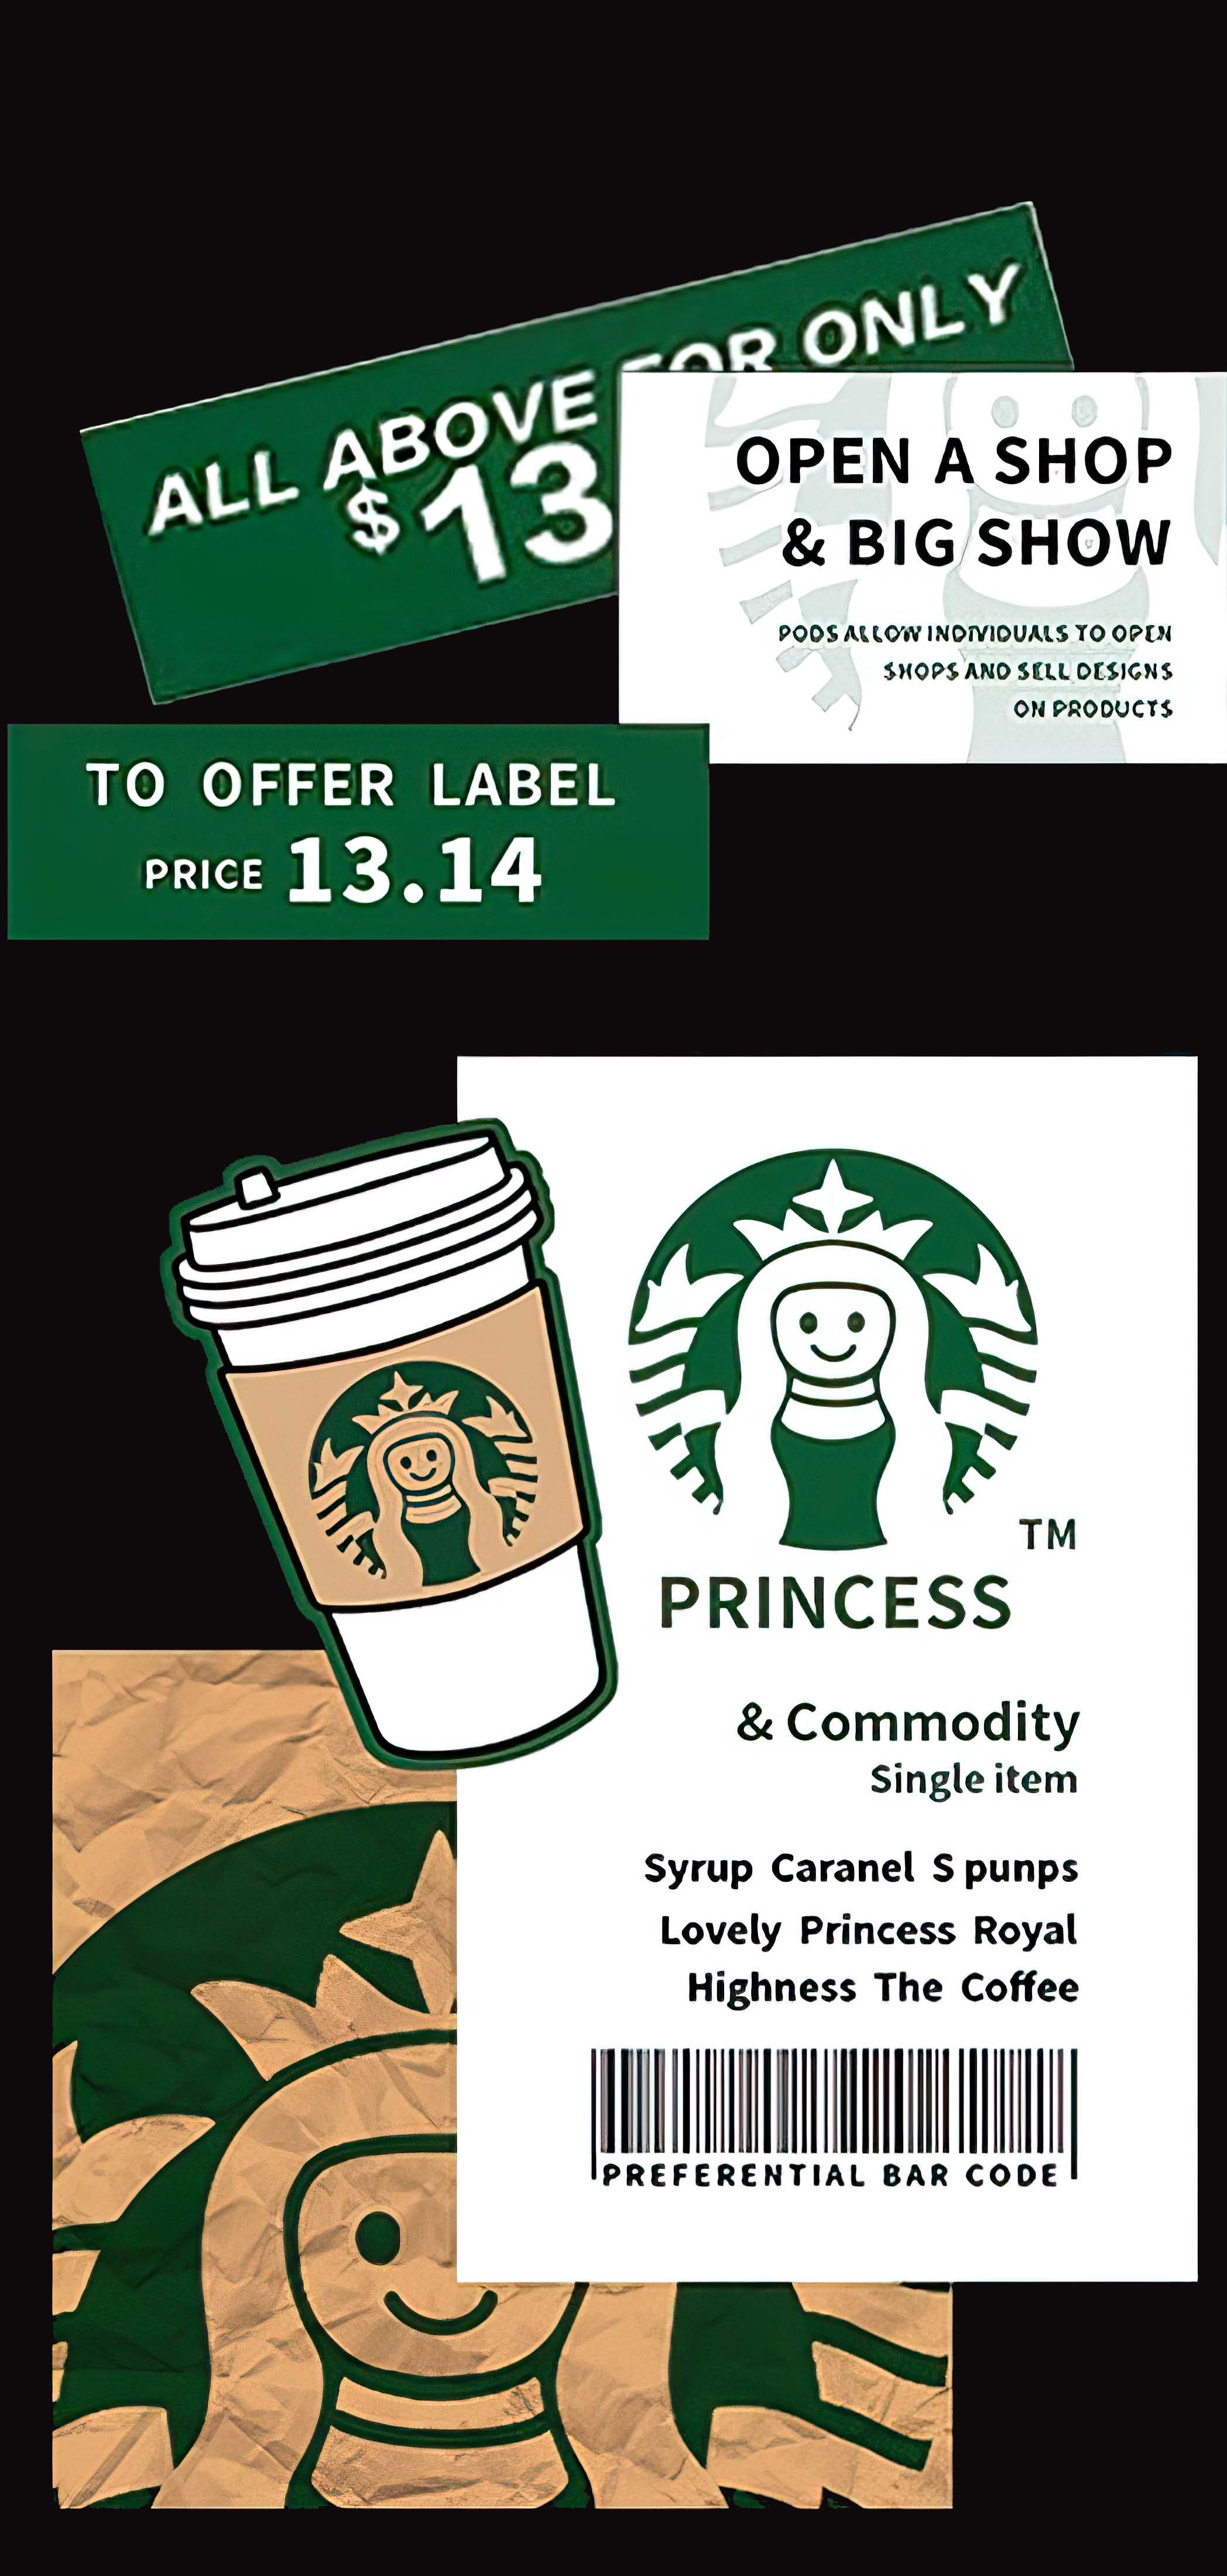 ALL ABOVE FOR ONLY
$13
OPEN A SHOP
& BIG SHOW
PODS ALLOW INDIVIDUALS TO OPEN
SHOPS AND SELL DESIGNS
ON PRODUCTS
TO OFFER LABEL
PRICE 13.14
TM
PRINCESS
& Commodity
Single item
Syrup Caranel S punps
Lovely Princess Royal
Highness The Coffee
PREFERENTIAL BAR CODE